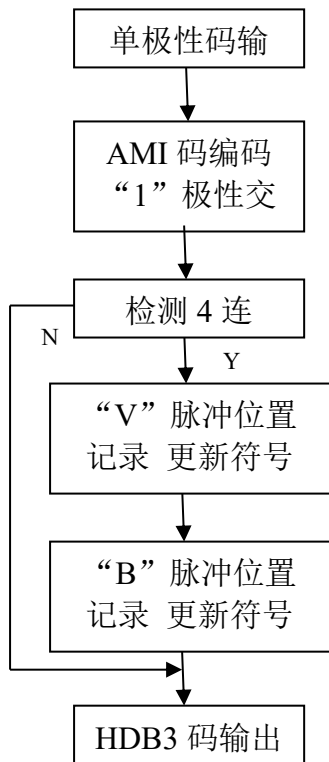 单极性码输
AMI 码编码
“1”极性交
检测 4 连
N
Y
“V”脉冲位置
记录 更新符号
“B”脉冲位置
记录 更新符号
HDB3 码输出